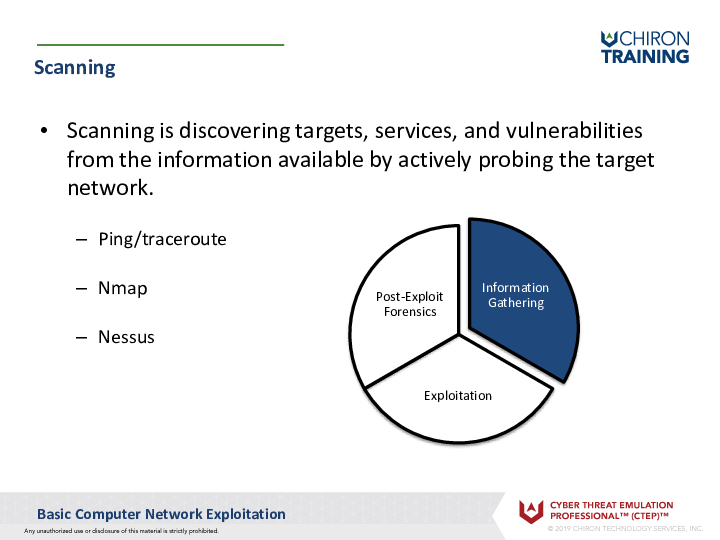 CHIRON
TRAINING
Scanning
• Scanning is discovering targets, services, and vulnerabilities
from the information available by actively probing the target
network.
– Ping/traceroute
– Nmap
– Nessus
Post-Exploit
Forensics
Information
Gathering
Exploitation
Basic Computer Network Exploitation
Any unauthorized use or disclosure of this material is strictly prohibited.
CYBER THREAT EMULATION
PROFESSIONAL™ (CTEP)™
© 2019 CHIRON TECHNOLOGY SERVICES, INC.